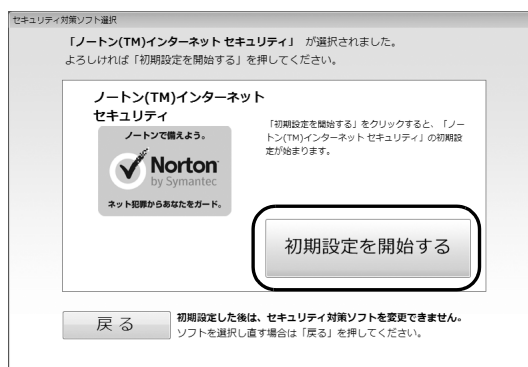 セキュリティ対策ソフト選択
「ノートン(TM)インターネット セキュリティ」 が選択されました。
よろしければ「初期設定を開始する」を押してください。
ノートン(TM)インターネット
セキュリティ
ノートンで備えよう。
Norton
by Symantec
ネット犯罪からあなたをガード。
「初期設定を開始する」をクリックすると、「ノー
トン(TM)インターネット セキュリティ」の初期設
定が始まります。
初期設定を開始する
戻る
初期設定した後は、セキュリティ対策ソフトを変更できません。
ソフトを選択し直す場合は「戻る」を押してください。